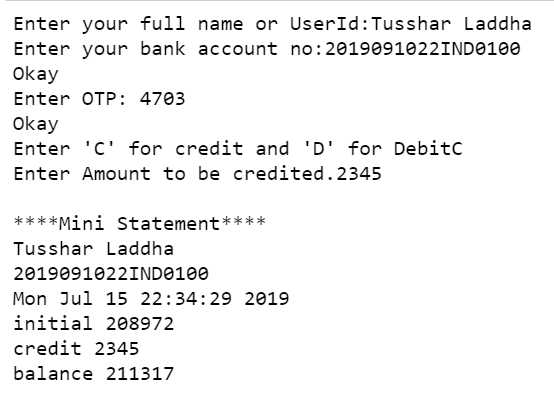 Enter your full name or UserId:Tusshar Laddha
Enter your bank account no:2019091022IND0100
Okay
Enter OTP: 4703
Okay
Enter 'C' for credit and 'D' for DebitC
Enter Amount to be credited.2345
****Mini Statement****
Tusshar Laddha
2019091022IND0100
Mon Jul 15 22:34:29 2019
initial 208972
credit 2345
balance 211317